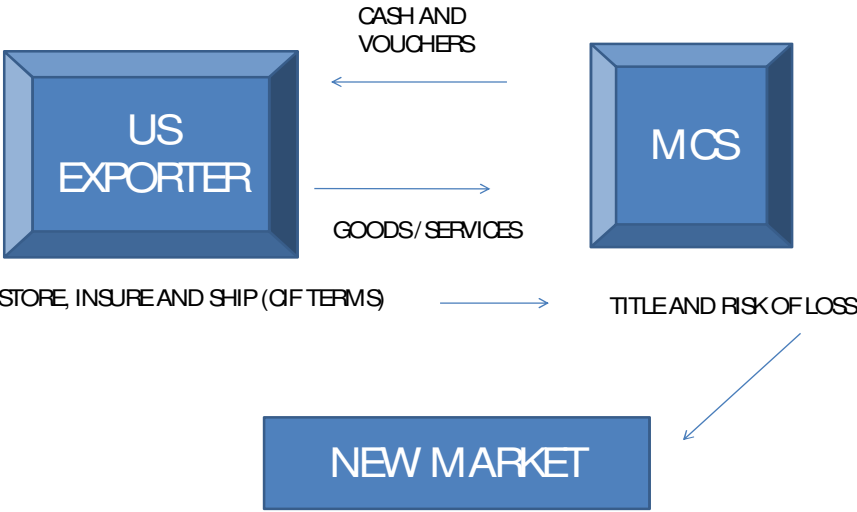 CASH AND
VOUCHERS
US
EXPORTER
MCS
GOODS / SERVICES
STORE, INSURE AND SHIP (CIF TERMS)
TITLE AND RISK OF LOSS
NEW MARKET